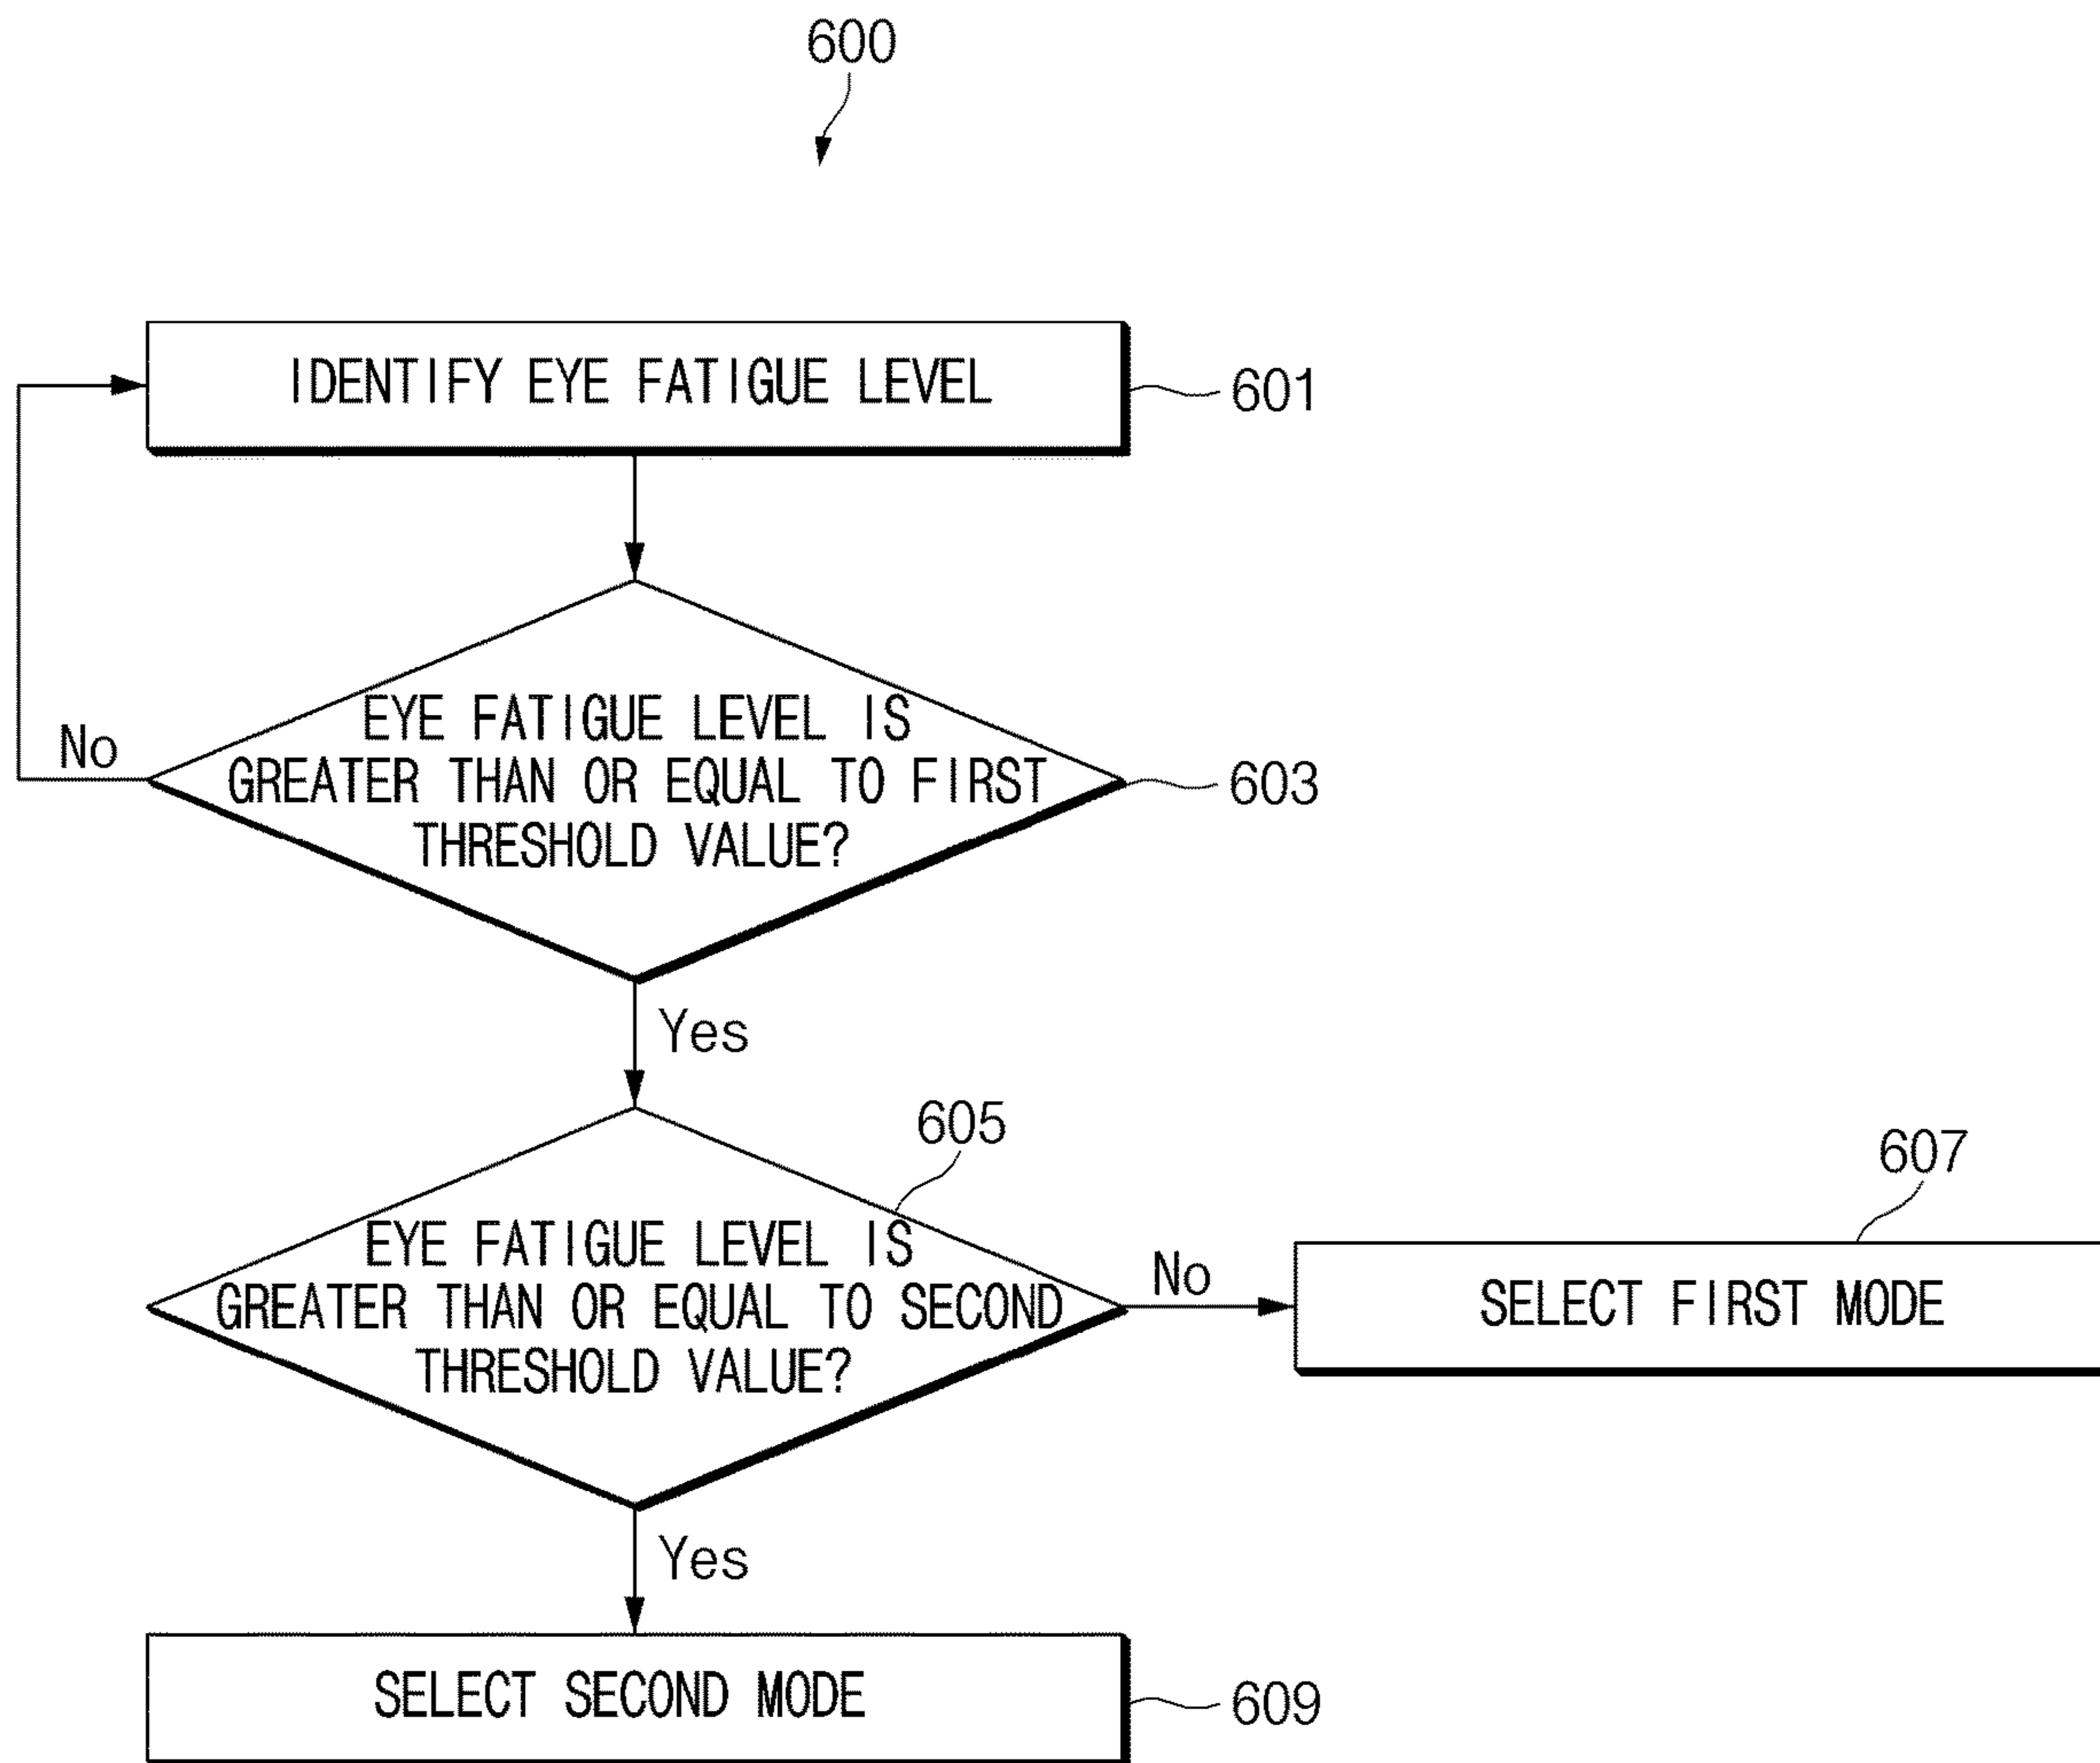 600
IDENTIFY EYE FATIGUE LEVEL
601
EYE FATIGUE LEVEL IS
GREATER THAN OR EQUAL TO FIRST
THRESHOLD VALUE?
No
603
Yes
605
EYE FATIGUE LEVEL IS
GREATER THAN OR EQUAL TO SECOND
THRESHOLD VALUE?
No
607
SELECT FIRST MODE
Yes
SELECT SECOND MODE
609